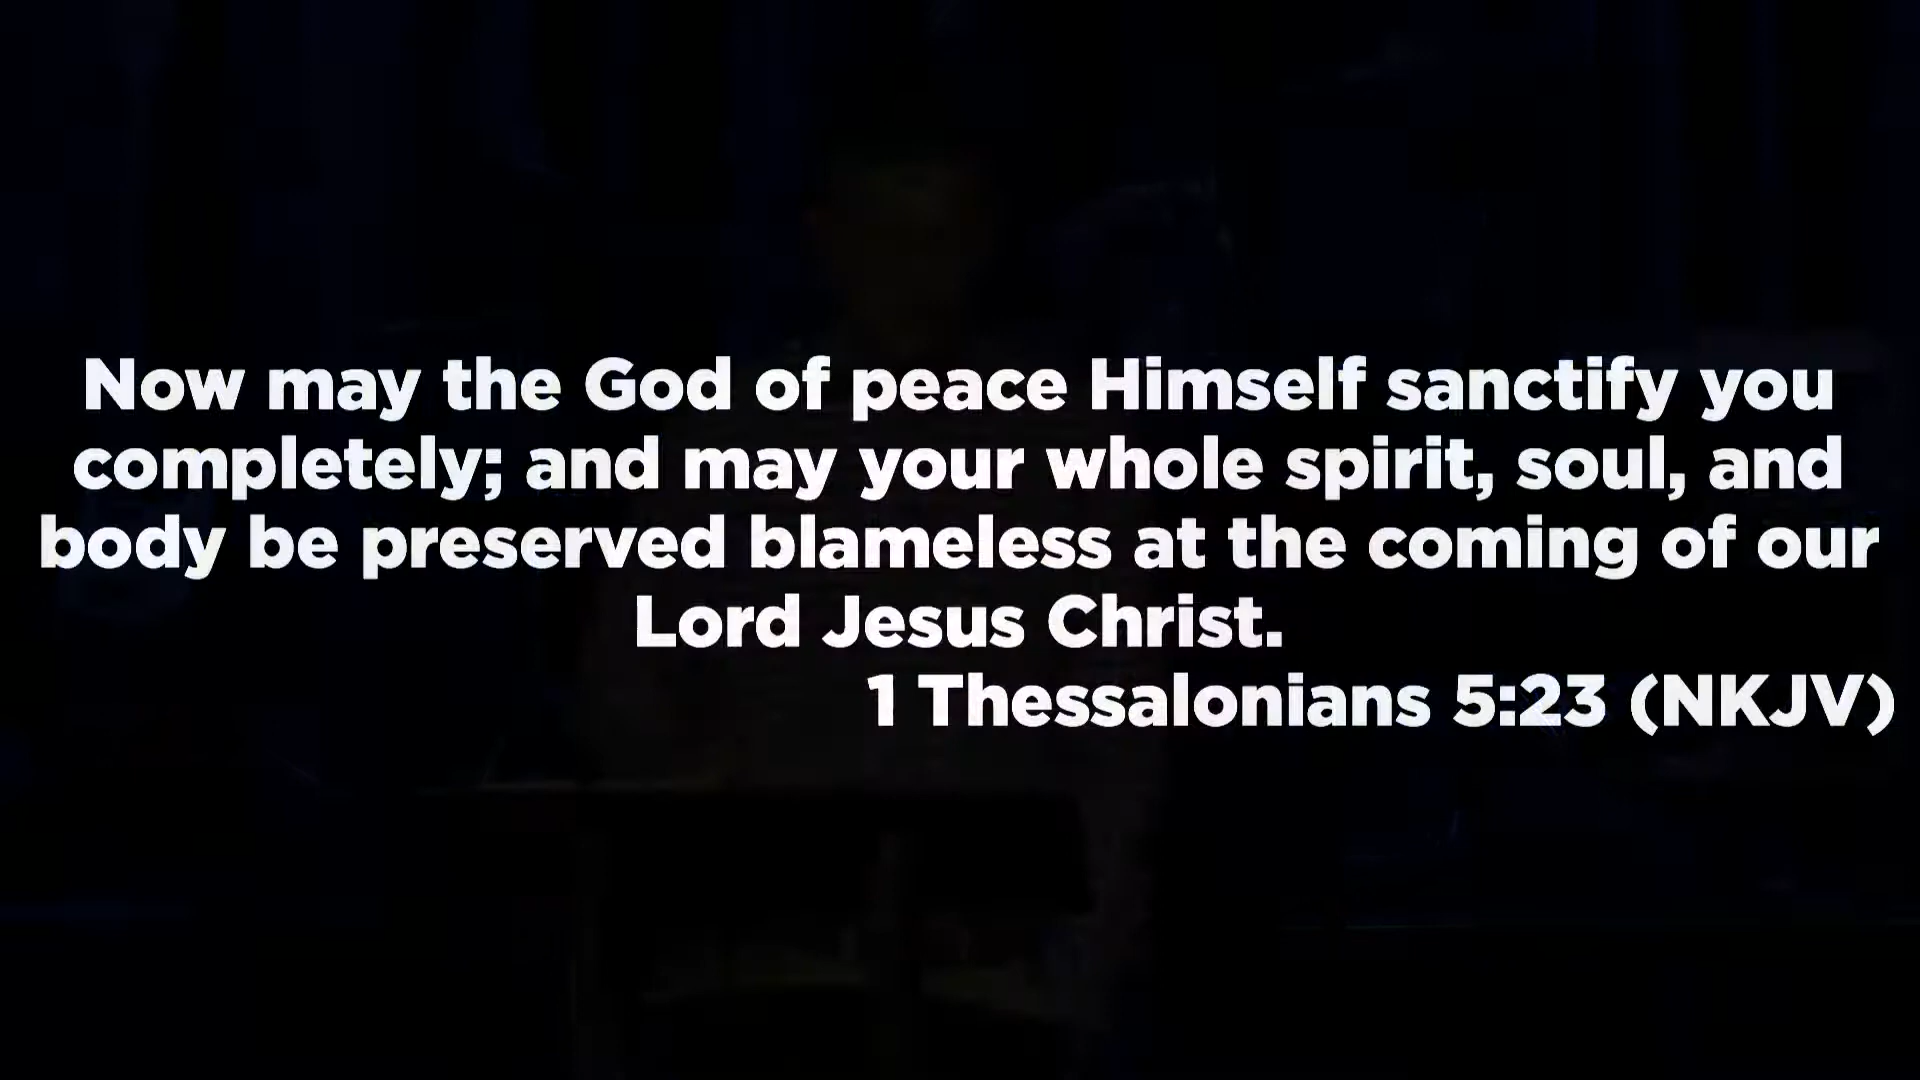 Now may the God of peace Himself sanctify you
completely; and may your whole spirit, soul, and
body be preserved blameless at the coming of our
Lord Jesus Christ.
1 Thessalonians 5:23 (NKJV)